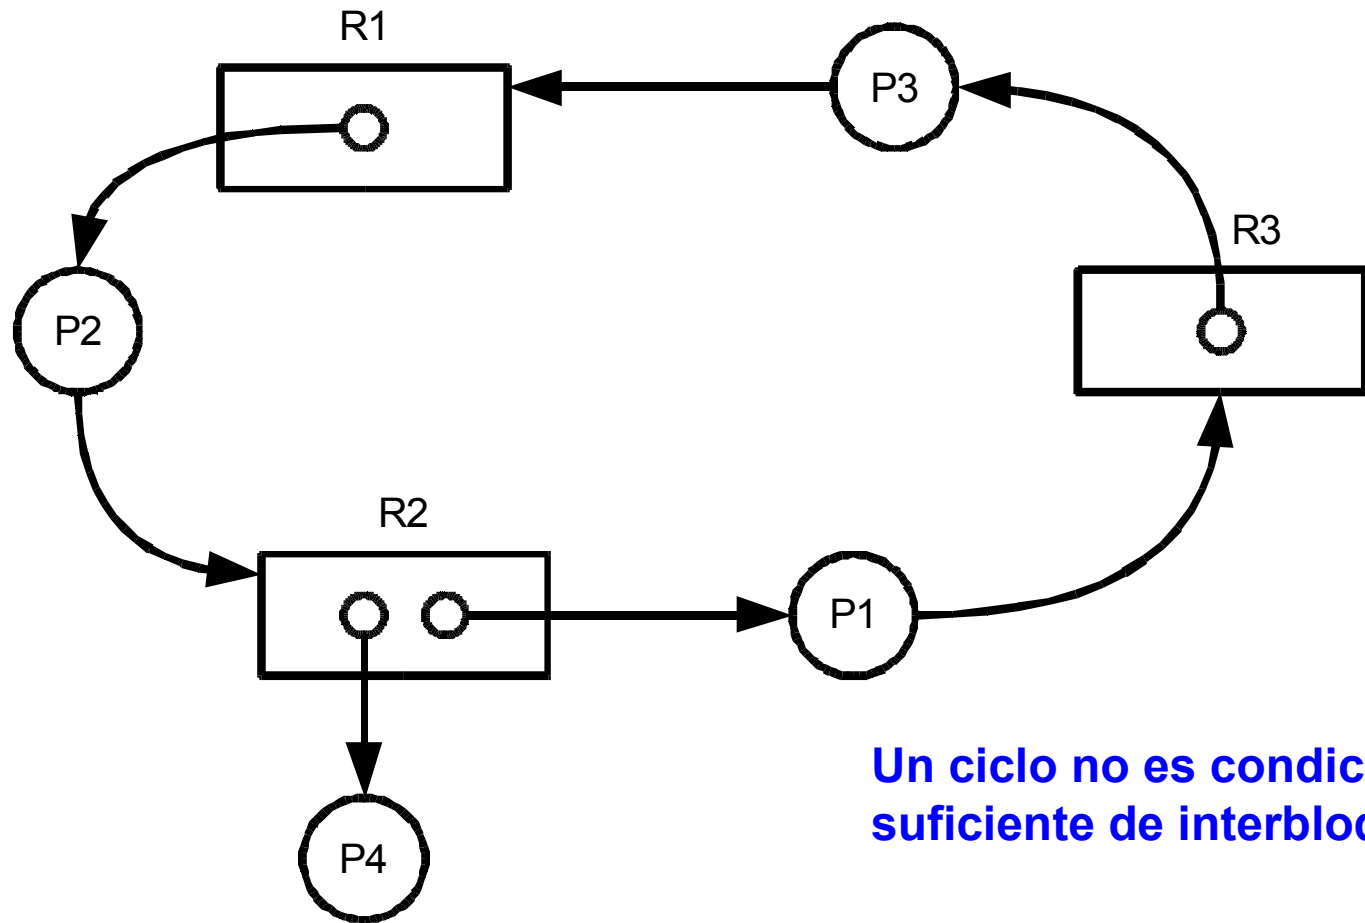 R1
P3
R3
P2
R2
P1
Un ciclo no es
suficiente de
P4